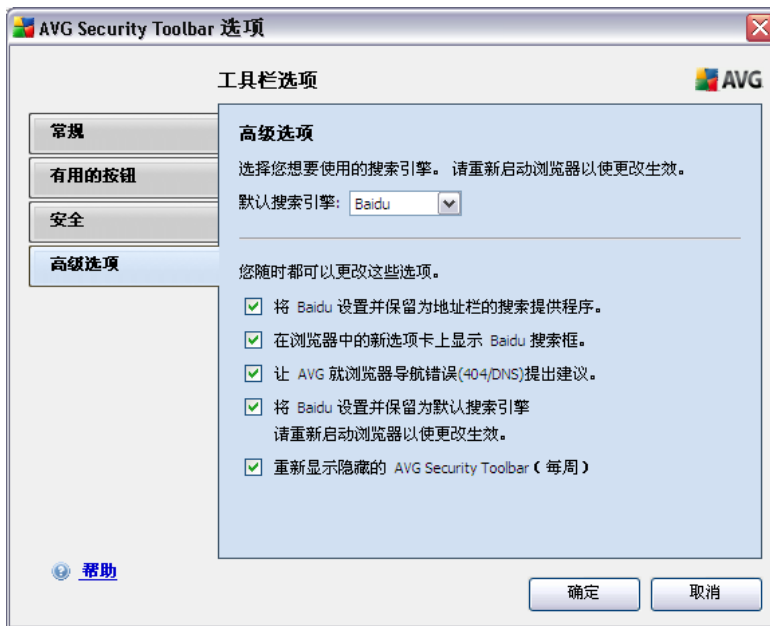 AVG Security Toolbar 选项
工具栏选项
AVG
常规
有用的按钮
安全
高级选项
高级选项
选择您想要使用的搜索引擎。 请重新启动浏览器以使更改生效。
默认搜索引擎: Baidu
您随时都可以更改这些选项。
将 Baidu 设置并保留为地址栏的搜索提供程序。
在浏览器中的新选项卡上显示 Baidu 搜索框。
让 AVG 就浏览器导航错误(404/DNS)提出建议。
将 Baidu 设置并保留为默认搜索引擎
请重新启动浏览器以使更改生效。
重新显示隐藏的 AVG Security Toolbar（每周）
帮助
确定
取消